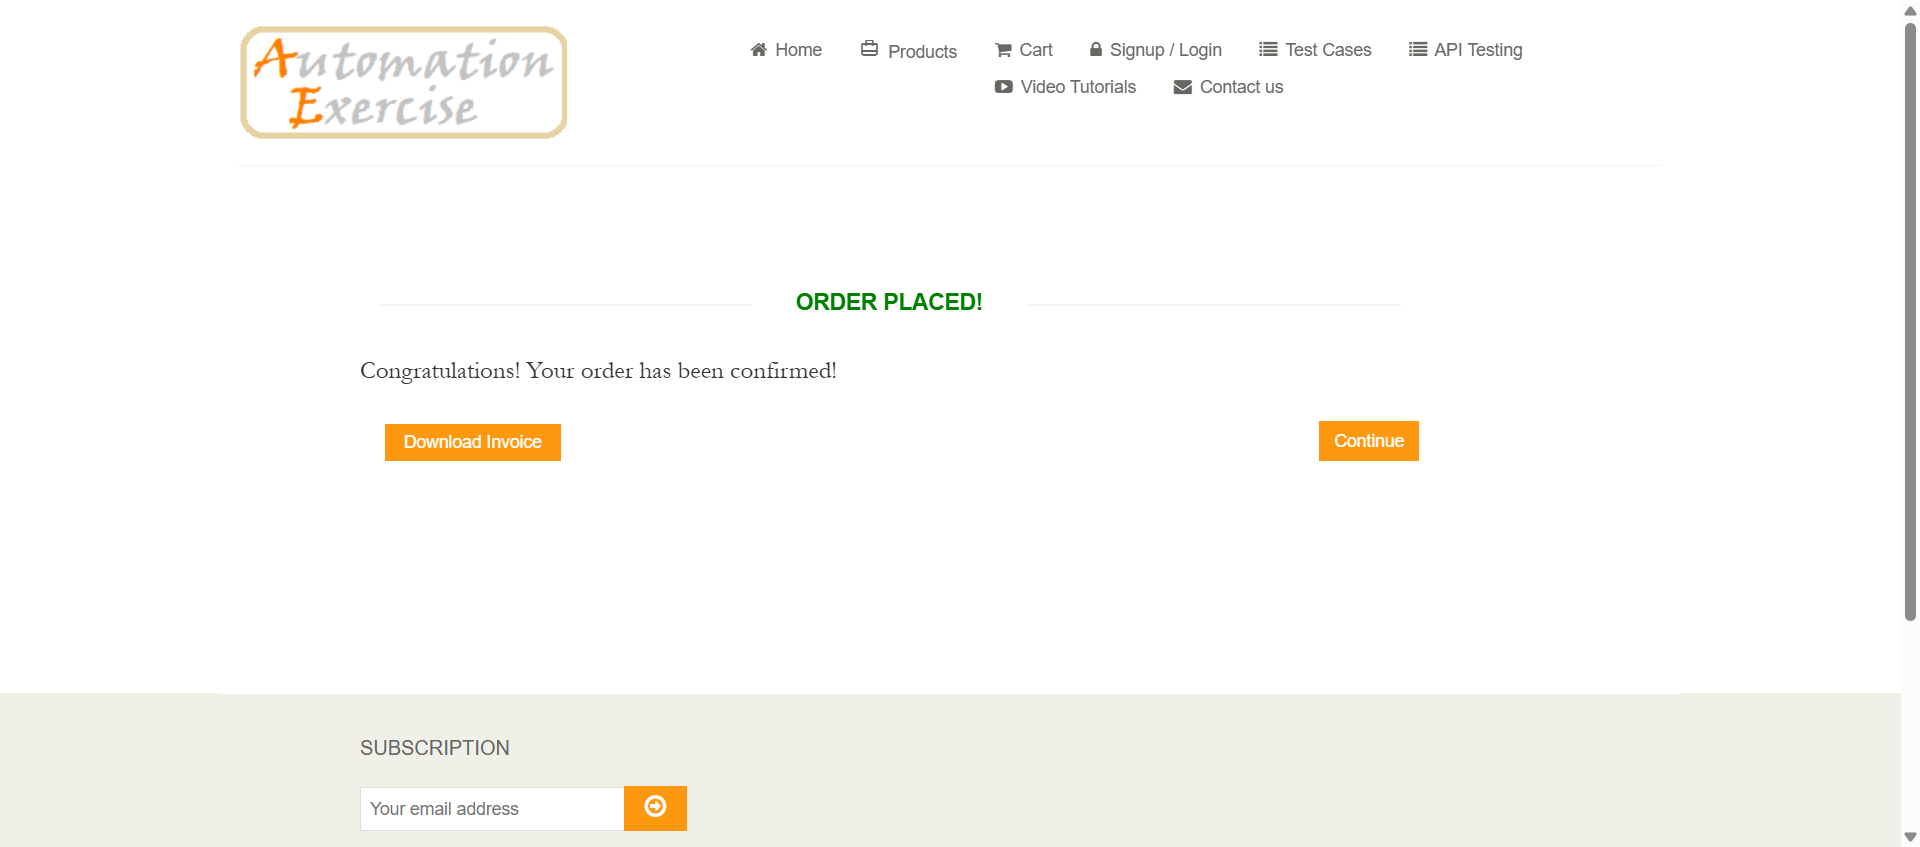 Automation
Exercise
Home
Products
Cart
Signup / Login
Test Cases
API Testing
Video Tutorials
Contact us
ORDER PLACED!
Congratulations! Your order has been confirmed!
Download Invoice
Continue
SUBSCRIPTION
Your email address